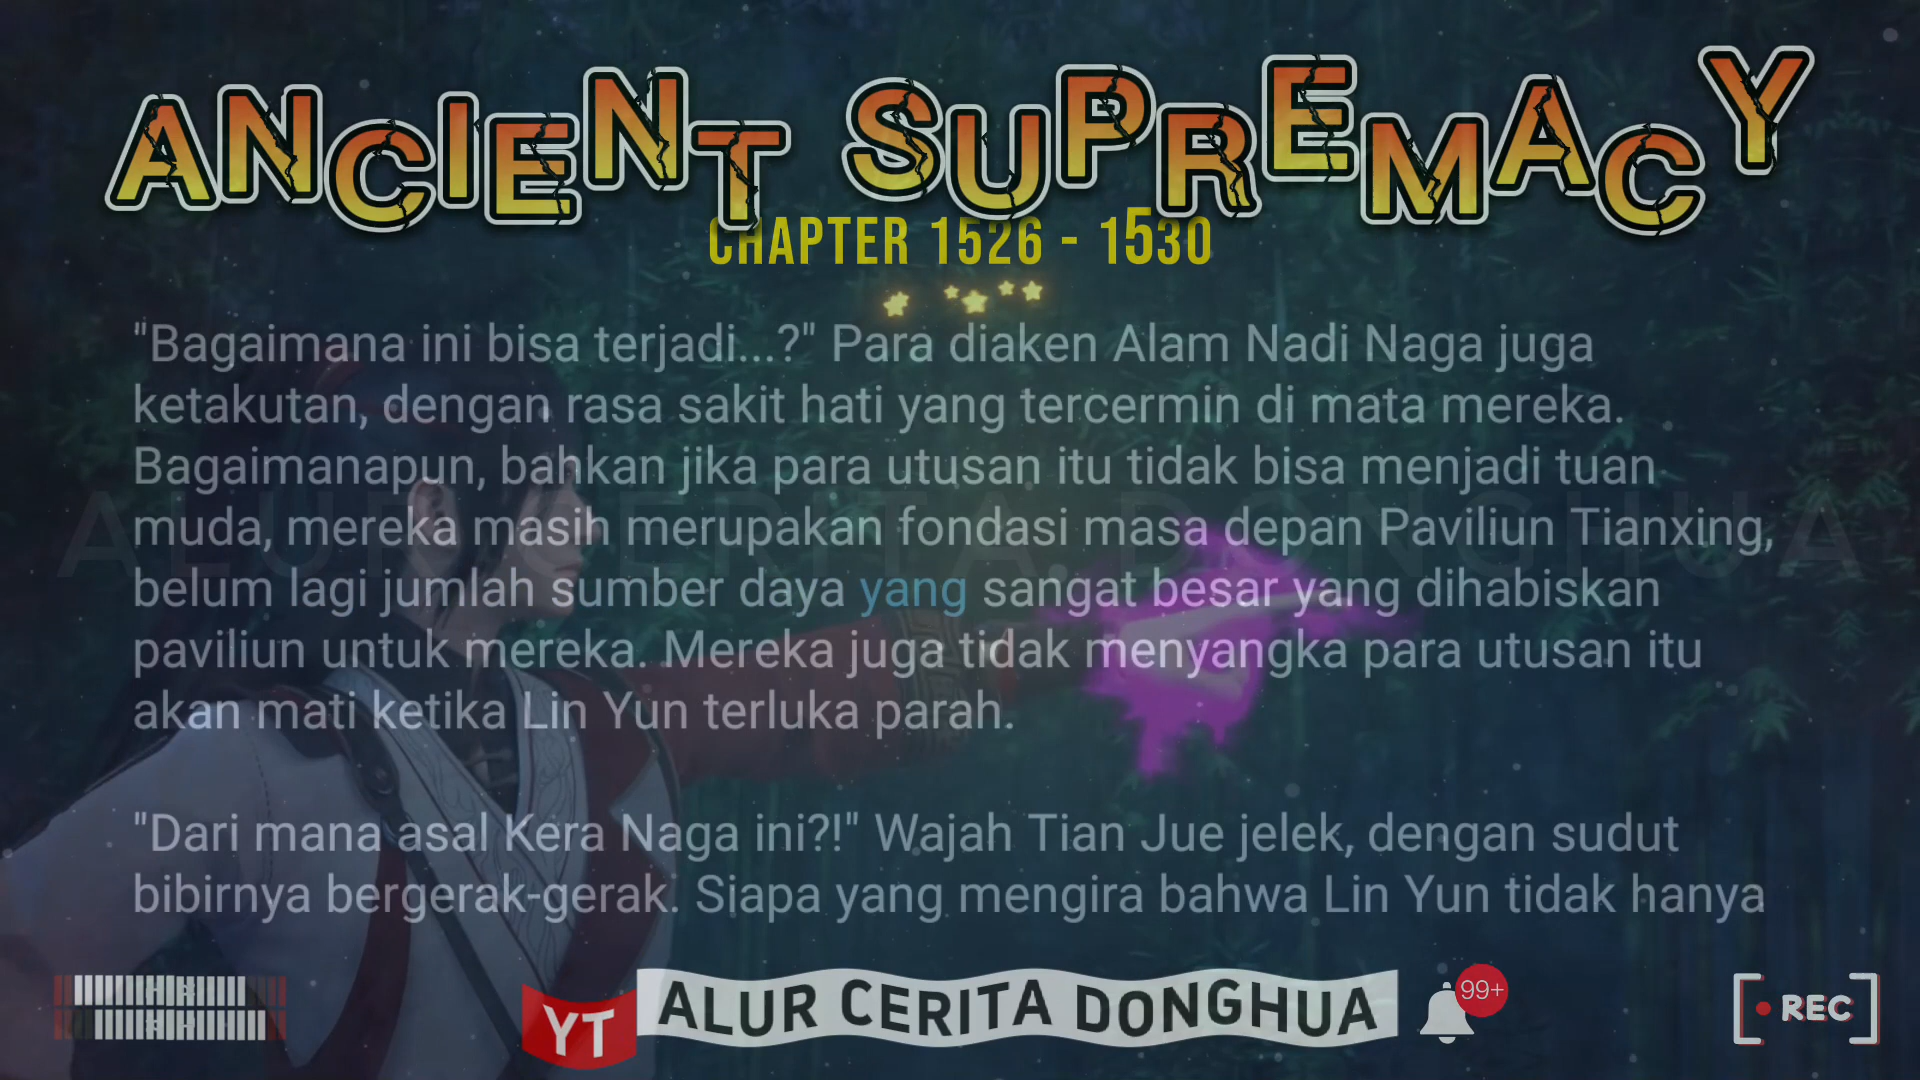 ANCIENT SUPREMACY
CHAPTER 1526 - 1530
"Bagaimana ini bisa terjadi...?" Para diaken Alam Nadi Naga juga
ketakutan, dengan rasa sakit hati yang tercermin di mata mereka.
Bagaimanapun, bahkan jika para utusan itu tidak bisa menjadi tuan
muda, mereka masih merupakan fondasi masa depan Paviliun Tianxing,
belum lagi jumlah sumber daya yang sangat besar yang dihabiskan
paviliun untuk mereka. Mereka juga tidak menyangka para utusan itu
akan mati ketika Lin Yun terluka parah.
"Dari mana asal Kera Naga ini?!" Wajah Tian Jue jelek, dengan sudut
bibirnya bergerak-gerak. Siapa yang mengira bahwa Lin Yun tidak hanya
ALUR CERITA DONGHUA
YT ALUR CERITA DONGHUA
99+
REC